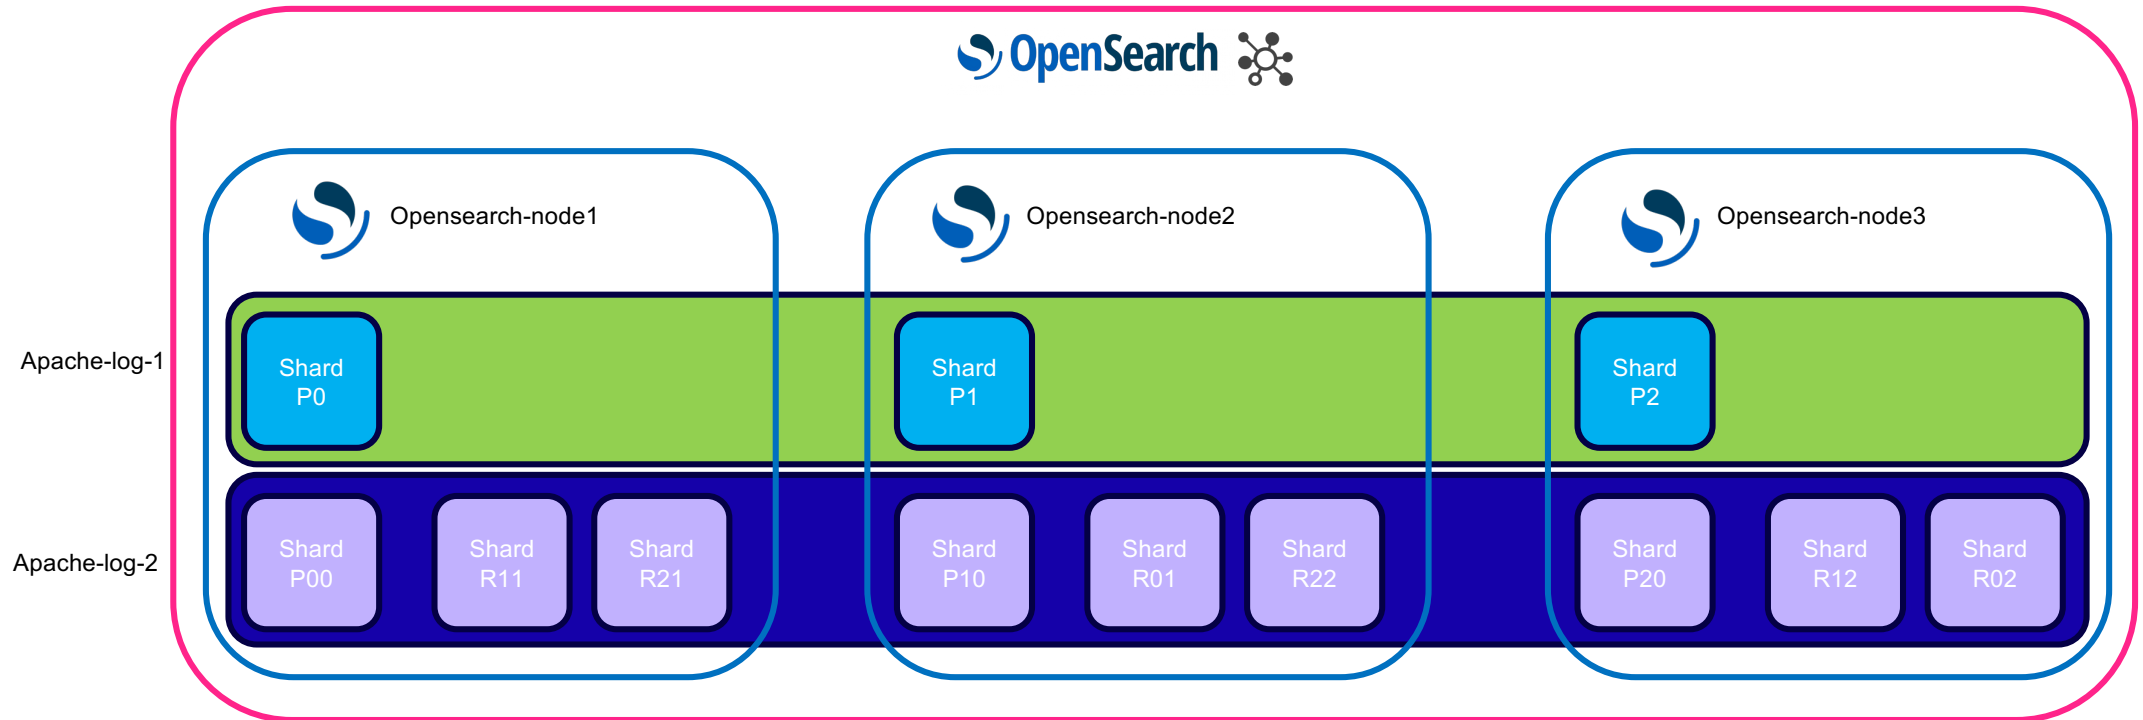 OpenSearch
Opensearch-node1
Opensearch-node2
Opensearch-node3
Apache-log-1
Shard
P0
Shard
P1
Shard
P2
Apache-log-2
Shard
P00
Shard
R11
Shard
R21
Shard
P10
Shard
R01
Shard
R22
Shard
P20
Shard
R12
Shard
R02